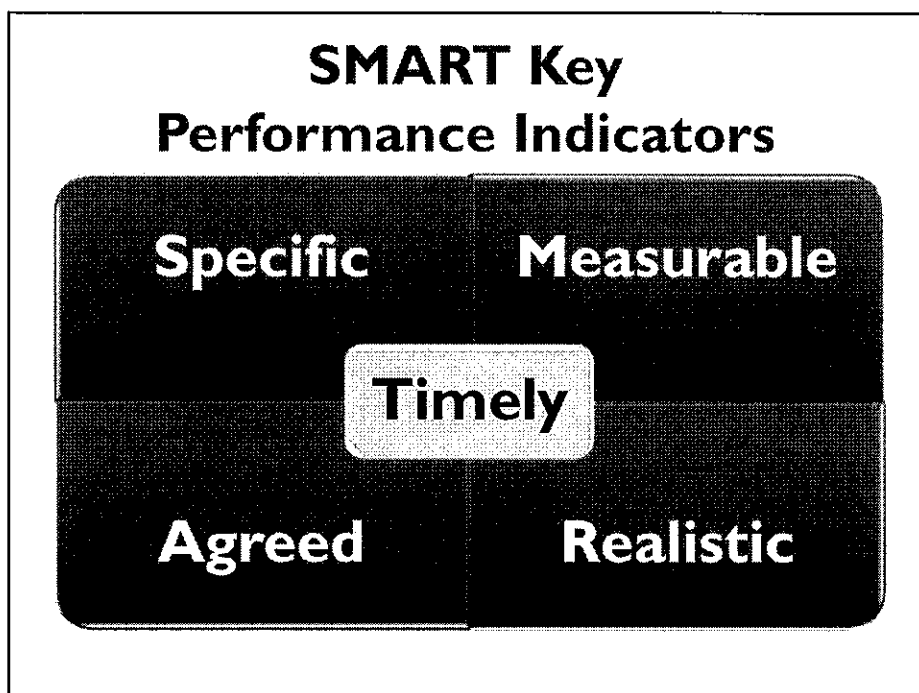 SMART Key
Performance Indicators
Specific
Measurable
Timely
Agreed
Realistic